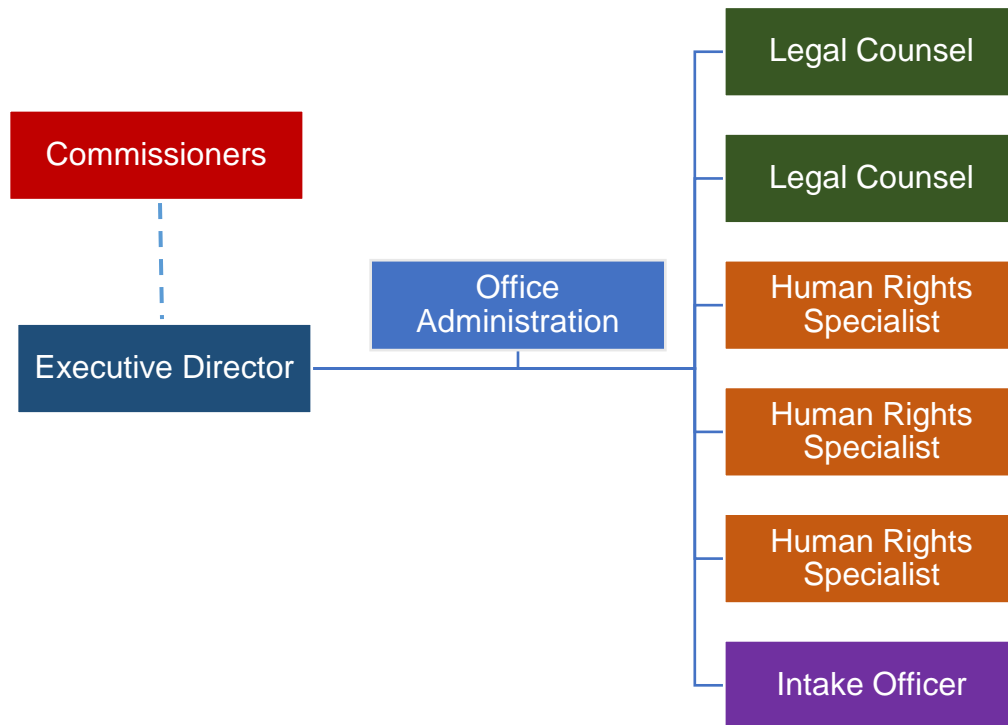 Commissioners
Executive Director
Office
Administration
Legal Counsel
Legal Counsel
Human Rights
Specialist
Human Rights
Specialist
Human Rights
Specialist
Intake Officer